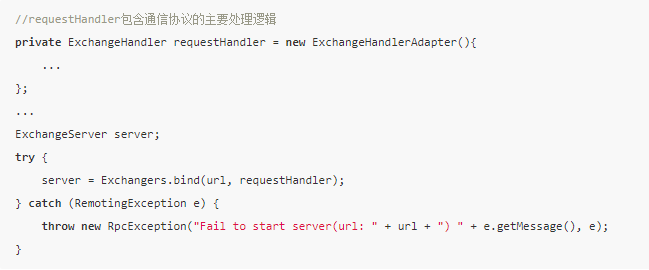 //requestHandler包含通信协议的主要处理逻辑
private ExchangeHandler requestHandler = new ExchangeHandlerAdapter(){
    ...
};
...
ExchangeServer server;
try {
    server = Exchangers.bind(url, requestHandler);
} catch (RemotingException e) {
    throw new RpcException("Fail to start server(url: " + url + ") " + e.getMessage(), e);
}